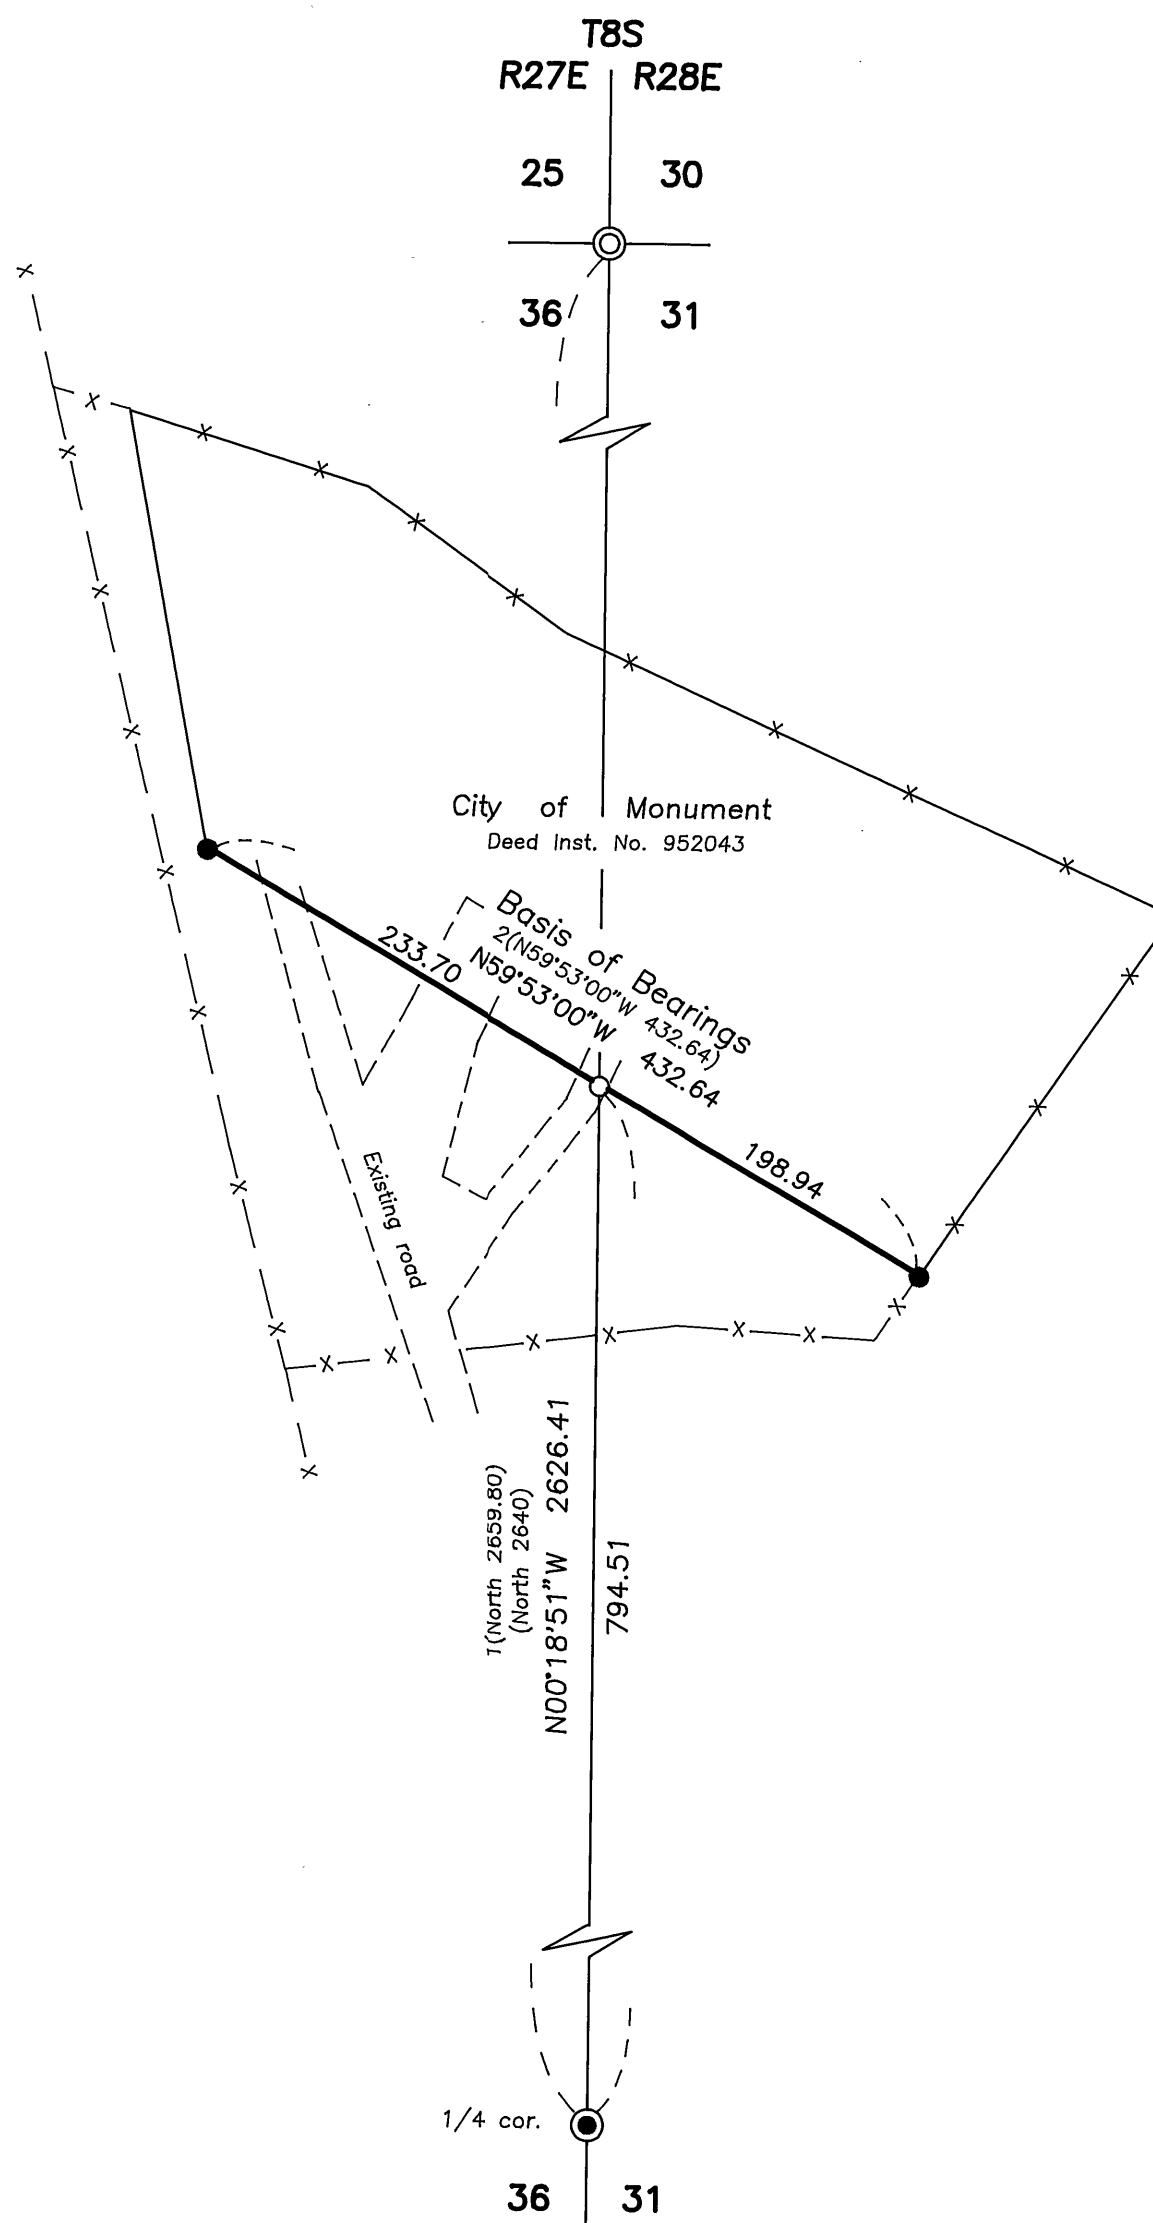 T8S
R27E R28E
25 30
36 31
City of Monument
Deed Inst. No. 952043
Basis of Bearings
2(N59°53'00"W 432.64)
N59°53'00"W 432.64
233.70
198.94
Existing road
1(North 2659.80)
(North 2640)
N00°18'51"W 2626.41
794.51
1/4 cor.
36 31